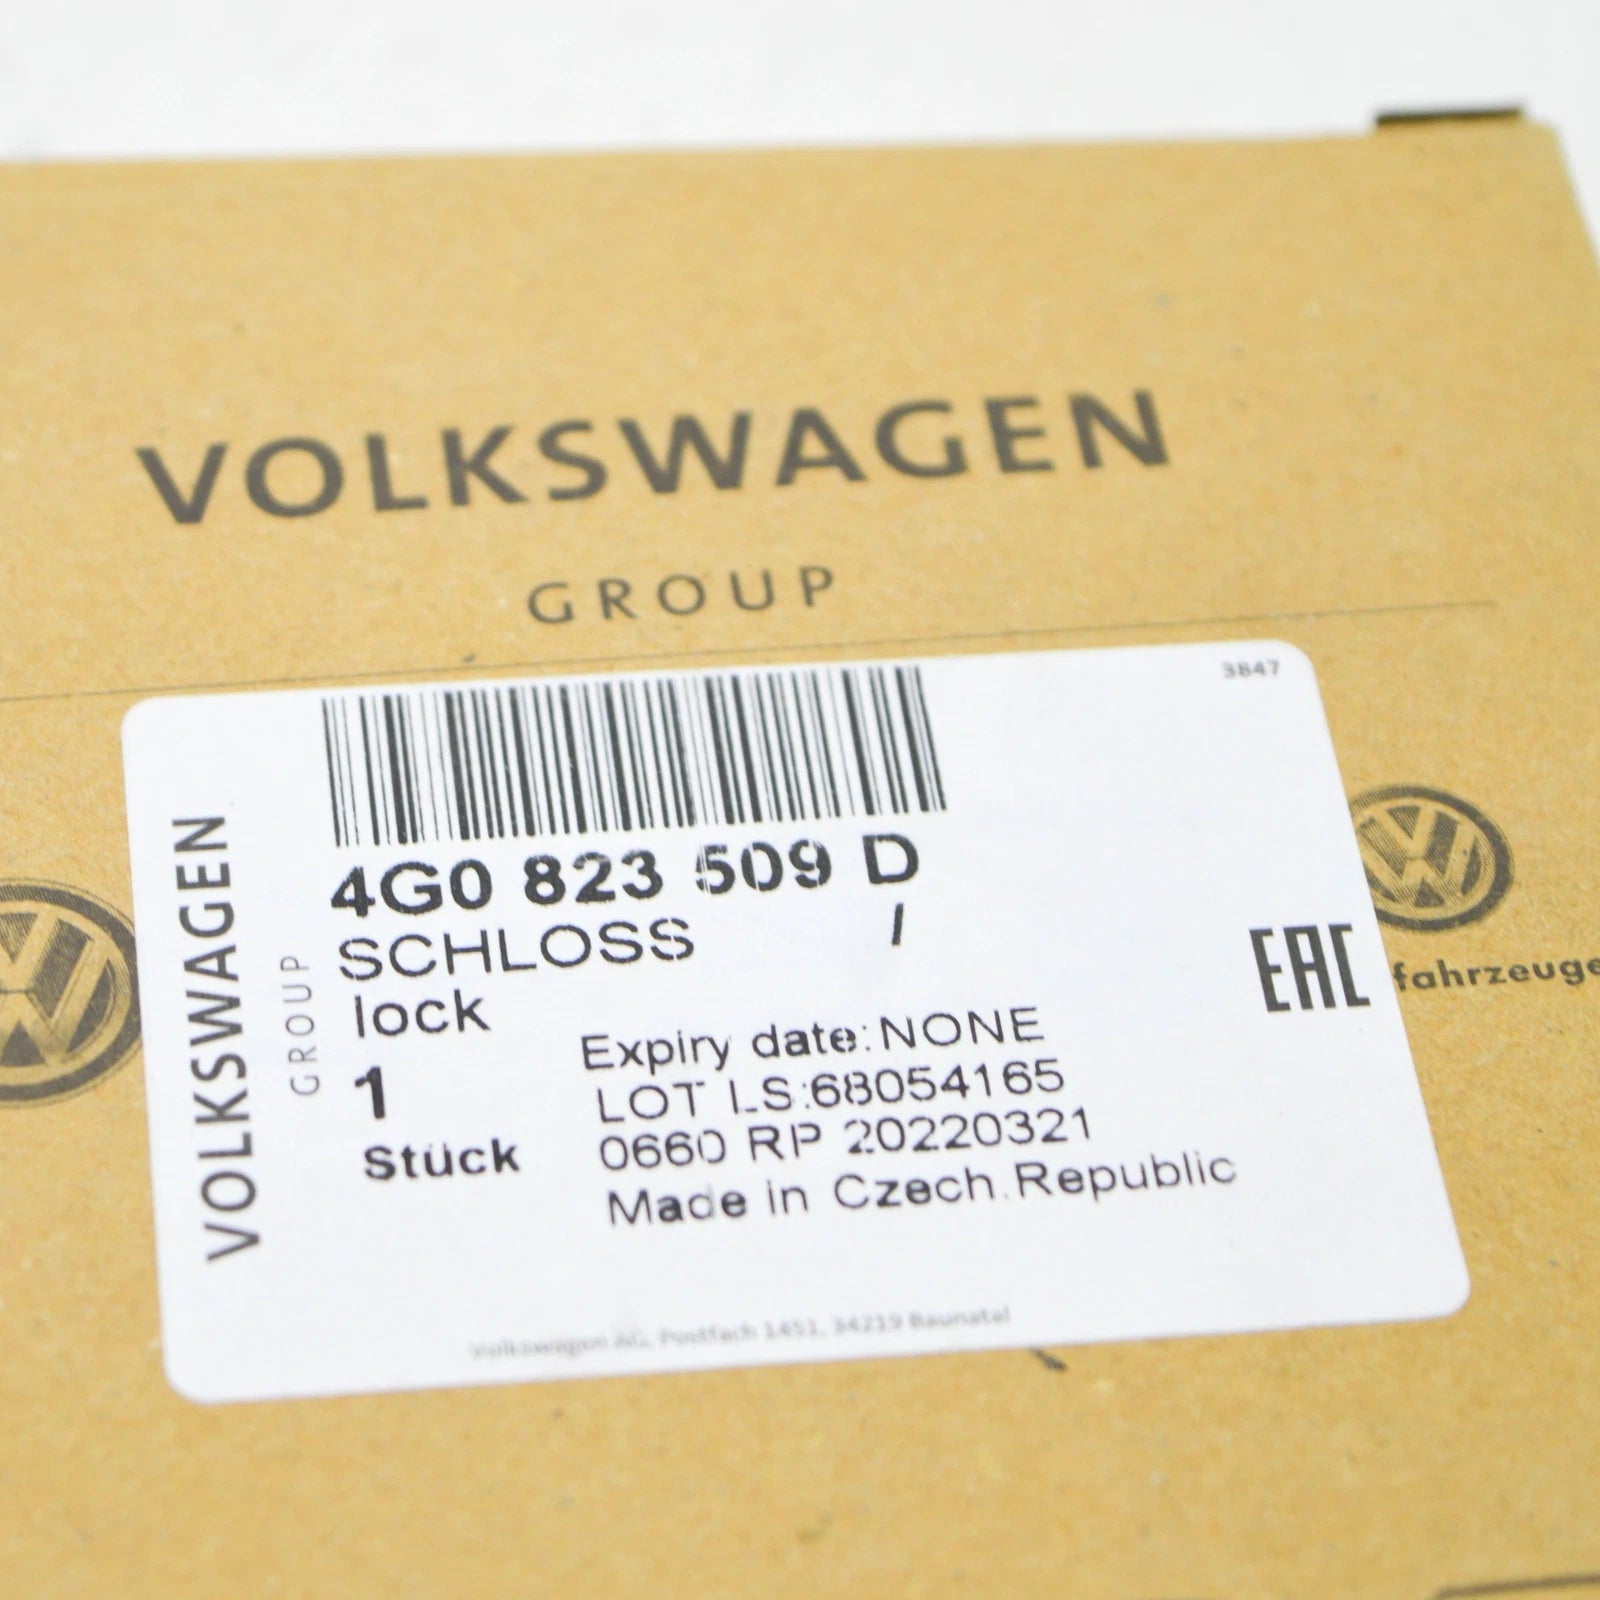 VOLKSWAGEN
GROUP
3847
4G0 823 509 D
SCHLOSS /
lock
1
Stück
Expiry date:NONE
LOT LS:68054165
0660 RP 20220321
Made in Czech.Republic
VOLKSWAGEN
GROUP
EAC
fahrzeuge
Volkswagen AG, Postfach 1451, 34219 Baunatal